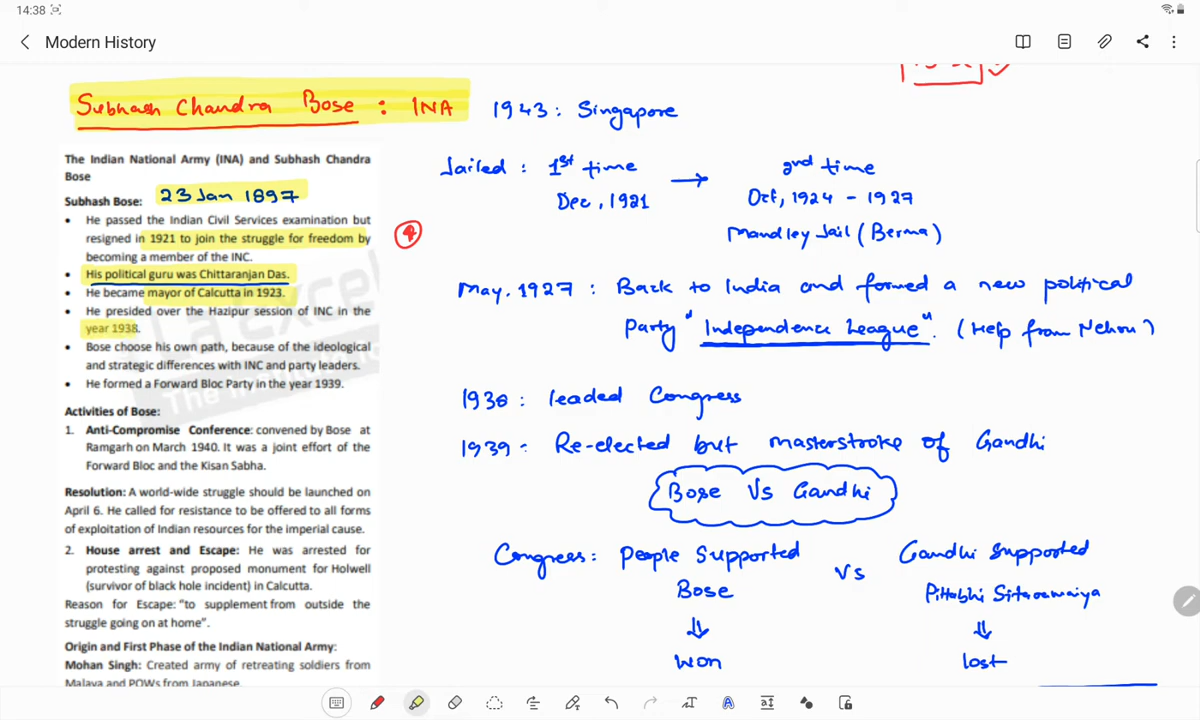 14:38
Modern History
Subhash Chandra Bose : INA
1943 : Singapore
The Indian National Army (INA) and Subhash Chandra
Bose
Subhash Bose: 23 Jan 1897
• He passed the Indian Civil Services examination but
resigned in 1921 to join the struggle for freedom by
becoming a member of the INC.
• His political guru was Chittaranjan Das.
• He became mayor of Calcutta in 1923.
• He presided over the Hazipur session of INC in the
year 1938.
• Bose choose his own path, because of the ideological
and strategic differences with INC and party leaders.
• He formed a Forward Bloc Party in the year 1939.
Activities of Bose:
1. Anti-Compromise Conference: convened by Bose at
Ramgarh on March 1940. It was a joint effort of the
Forward Bloc and the Kisan Sabha.
Resolution: A world-wide struggle should be launched on
April 6. He called for resistance to be offered to all forms
of exploitation of Indian resources for the imperial cause.
2. House arrest and Escape: He was arrested for
protesting against proposed monument for Holwell
(survivor of black hole incident) in Calcutta.
Reason for Escape: "to supplement from outside the
struggle going on at home".
Origin and First Phase of the Indian National Army:
Mohan Singh: Created army of retreating soldiers from
Malaya and POWs from Japanese.
Jailed : 1st time → 2nd time
Dec, 1921
Oct, 1924 - 1927
Mandley Jail (Berma)
May, 1927 : Back to India and formed a new political
Party "Independence League". (Help from Nehru)
1938 : leaded Congress
1939 : Re-elected but masterstroke of Gandhi
Bose Vs Gandhi
Congress : People Supported Vs Gandhi Supported
Bose
Pittabhi Sitaramaiya
⇓ ⇓
won lost